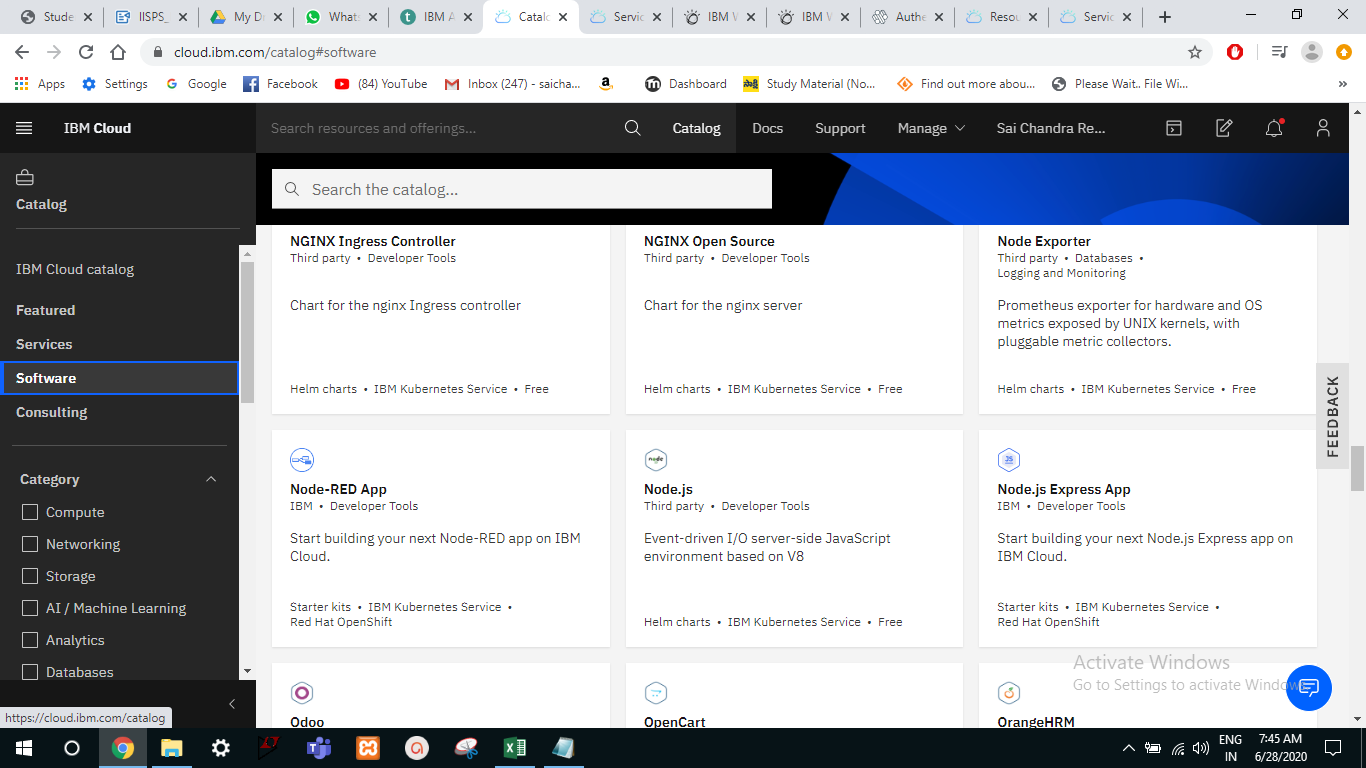 Stude
IISPS_
My Dr
Whats
IBM A
Catalo
Servic
IBM W
IBM W
Authe
Resou
Servic
cloud.ibm.com/catalog#software
Apps
Settings
Google
Facebook
(84) YouTube
Inbox (247) - saicha...
Dashboard
Study Material (No...
Find out more abou...
Please Wait.. File Wi...
IBM Cloud
Search resources and offerings...
Catalog
Docs
Support
Manage
Sai Chandra Re...
Catalog
IBM Cloud catalog
Featured
Services
Software
Consulting
Category
Compute
Networking
Storage
AI / Machine Learning
Analytics
Databases
https://cloud.ibm.com/catalog
Search the catalog...
NGINX Ingress Controller
Third party • Developer Tools
Chart for the nginx Ingress controller
Helm charts • IBM Kubernetes Service • Free
NGINX Open Source
Third party • Developer Tools
Chart for the nginx server
Helm charts • IBM Kubernetes Service • Free
Node Exporter
Third party • Databases •
Logging and Monitoring
Prometheus exporter for hardware and OS
metrics exposed by UNIX kernels, with
pluggable metric collectors.
Helm charts • IBM Kubernetes Service • Free
Node-RED App
IBM • Developer Tools
Start building your next Node-RED app on IBM
Cloud.
Starter kits • IBM Kubernetes Service •
Red Hat OpenShift
node
Node.js
Third party • Developer Tools
Event-driven I/O server-side JavaScript
environment based on V8
Helm charts • IBM Kubernetes Service • Free
JS
Node.js Express App
IBM • Developer Tools
Start building your next Node.js Express app on
IBM Cloud.
Starter kits • IBM Kubernetes Service •
Red Hat OpenShift
Odoo
OpenCart
OrangeHRM
FEEDBACK
Activate Windows
Go to Settings to activate Windows.
ENG
IN
7:45 AM
6/28/2020